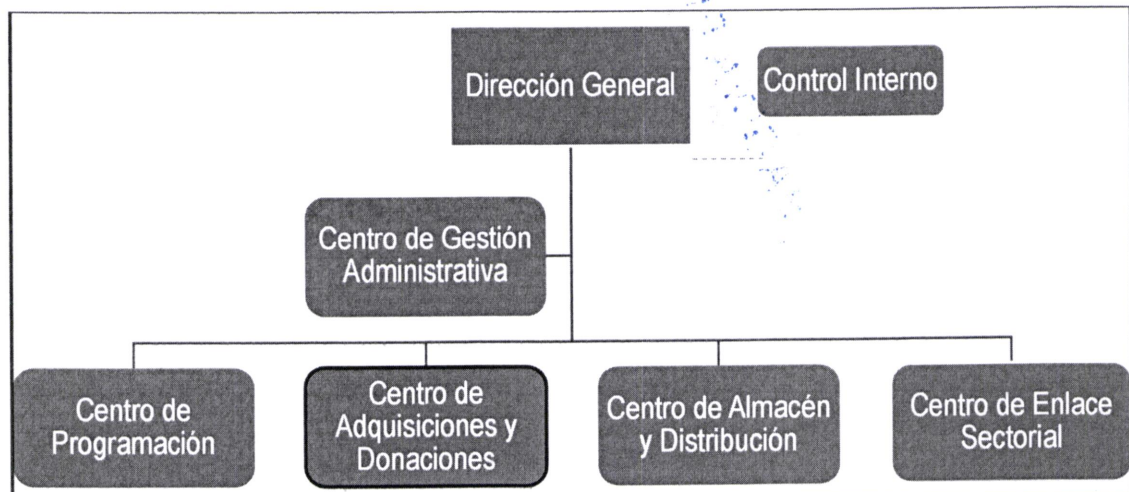 Dirección General
Control Interno
Centro de Gestión
Administrativa
Centro de
Programación
Centro de
Adquisiciones y
Donaciones
Centro de Almacén
y Distribución
Centro de Enlace
Sectorial